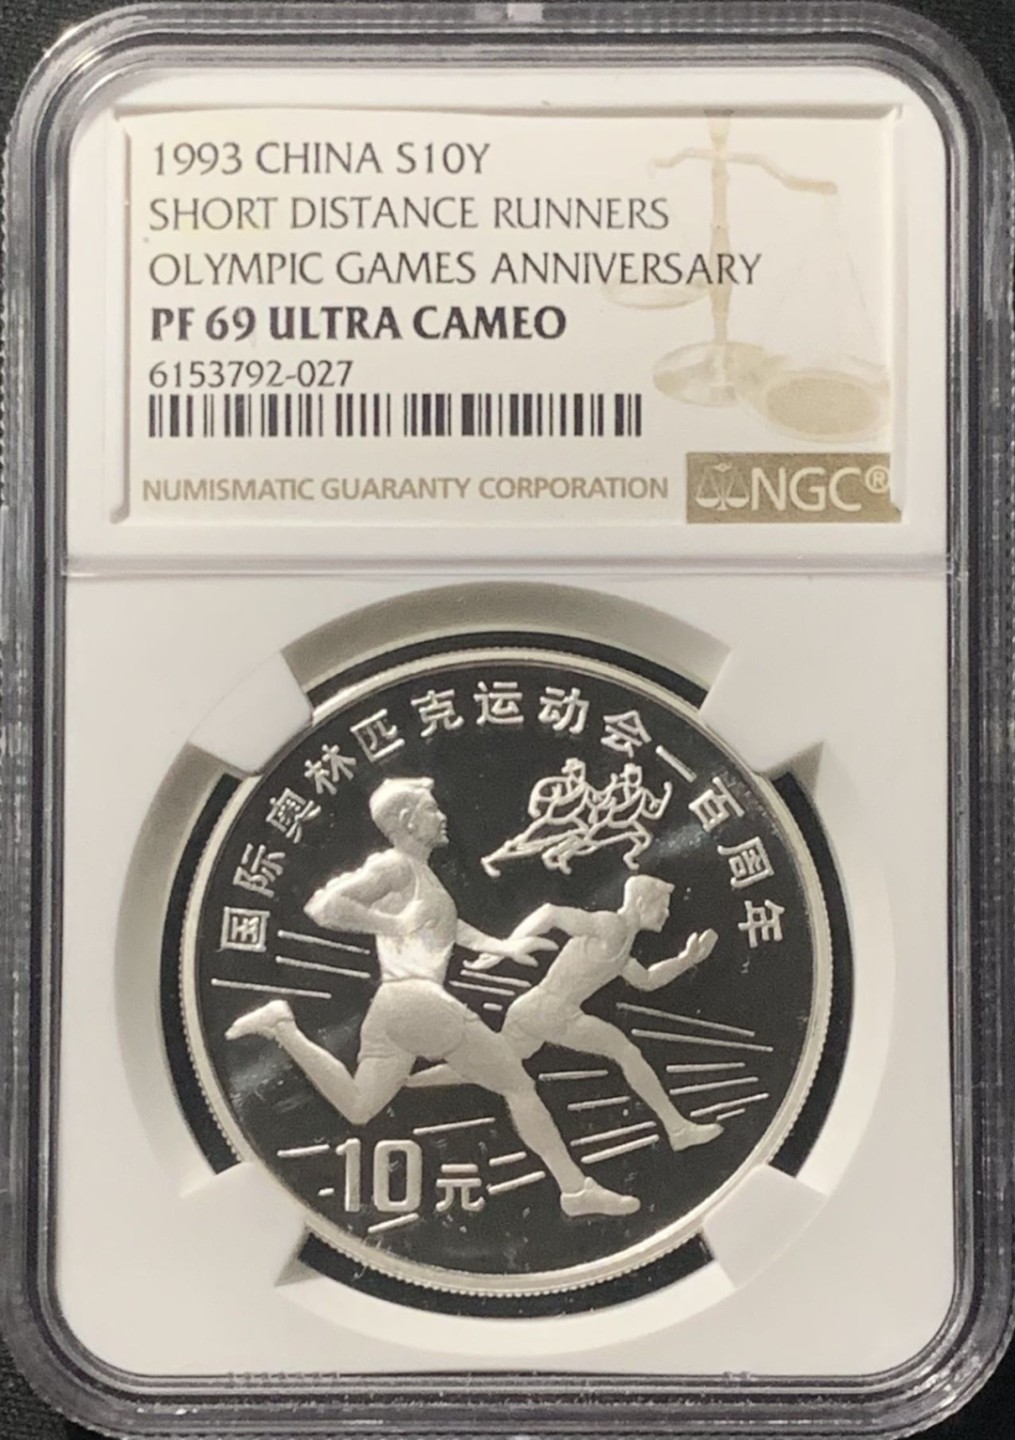 1993 CHINA S10Y
SHORT DISTANCE RUNNERS
OLYMPIC GAMES ANNIVERSARY
PF 69 ULTRA CAMEO
6153792-027
NUMISMATIC GUARANTY CORPORATION
NGC®
国际奥林匹克运动会一百周年
10元